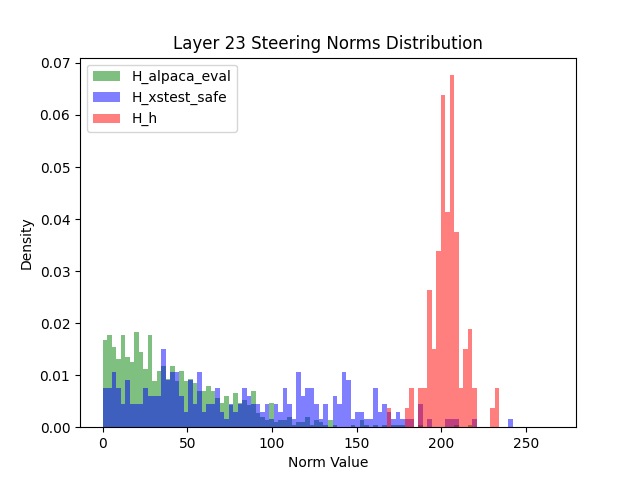 Layer 23 Steering Norms Distribution
H_alpaca_eval
H_xstest_safe
H_h
Density
0.07
0.06
0.05
0.04
0.03
0.02
0.01
0.00
0 50 100 150 200 250
Norm Value